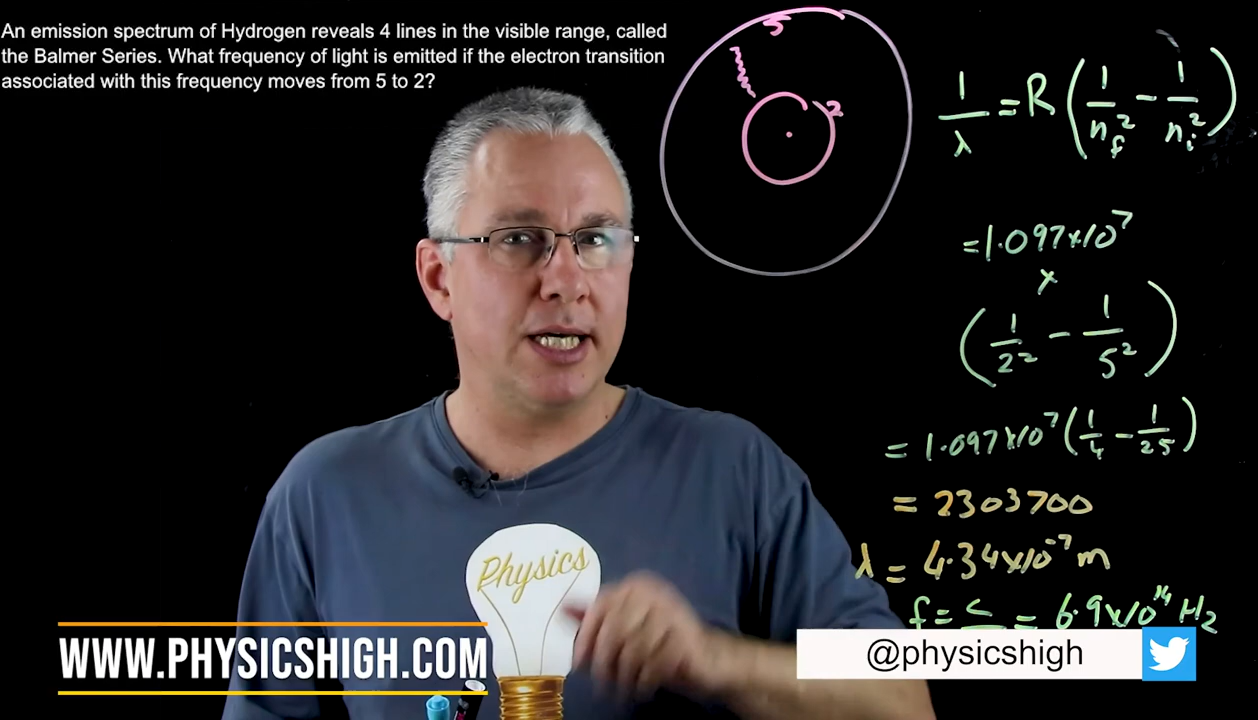 An emission spectrum of Hydrogen reveals 4 lines in the visible range, called
the Balmer Series. What frequency of light is emitted if the electron transition
associated with this frequency moves from 5 to 2?
5
2
1/λ = R (1/n_f² - 1/n_i²)
= 1.097 x 10⁷
x
(1/2² - 1/5²)
= 1.097 x 10⁷ (1/4 - 1/25)
= 2303700
λ = 4.34 x 10⁻⁷ m
f = c = 6.9 x 10¹⁴ Hz
Physics
WWW.PHYSICSHIGH.COM
@physicshigh